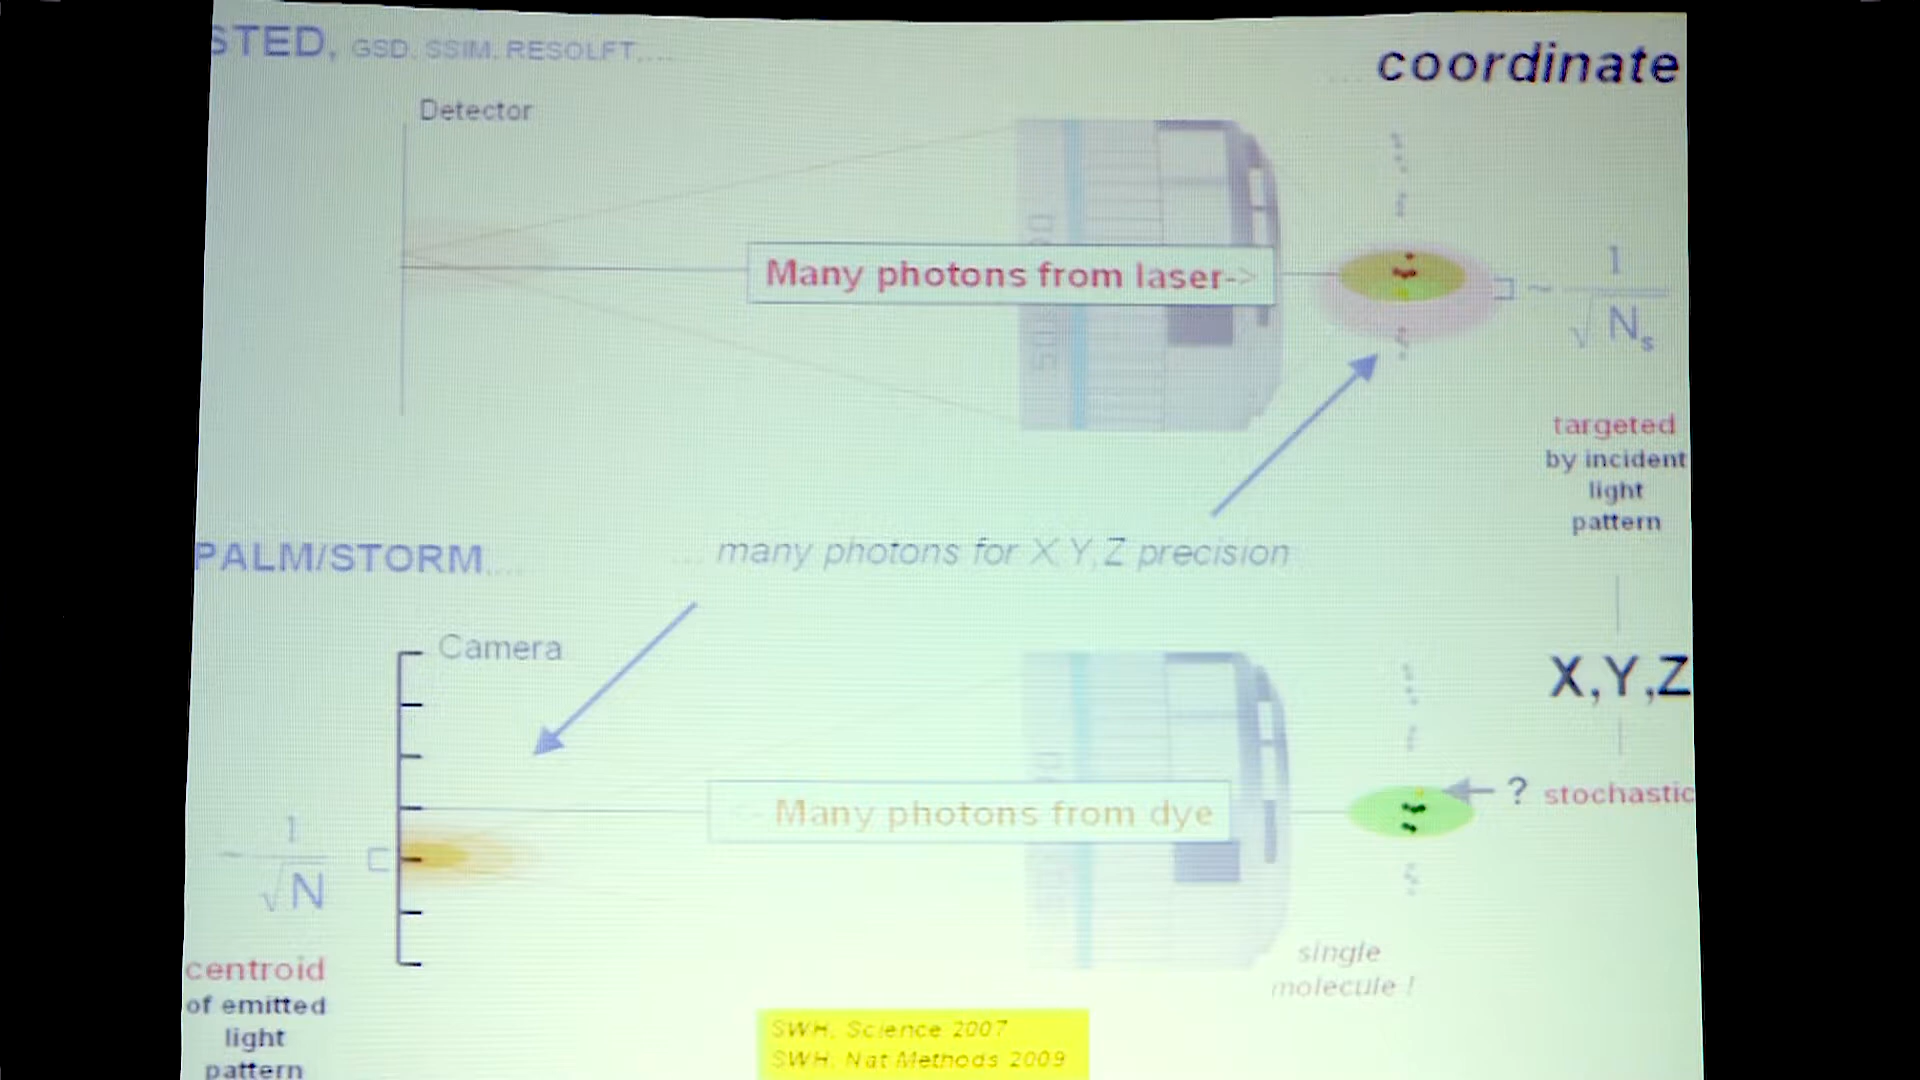 STED, GSD, SSIM, RESOLFT,....
coordinate
Detector
Many photons from laser->
1
√ N s
~
targeted
by incident
light
pattern
PALM/STORM.....
... many photons for X,Y,Z precision
Camera
X,Y,Z
<- Many photons from dye
? stochastic
~
1
√ N
single
molecule !
centroid
of emitted
light
pattern
SWH, Science 2007
SWH, Nat Methods 2009